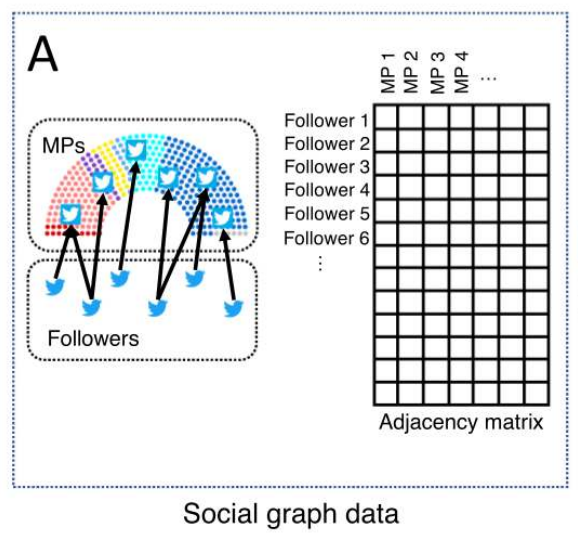 A
MP 1
MP 2
MP 3
MP 4
...
MPs
Follower 1
Follower 2
Follower 3
Follower 4
Follower 5
Follower 6
⋮
Followers
Adjacency matrix
Social graph data